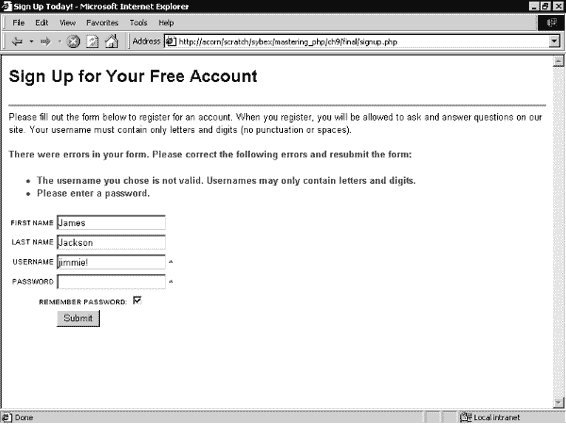 Sign Up Today! - Microsoft Internet Explorer
File Edit View Favorites Tools Help
Address http://acorn/scratch/sybex/mastering_php/ch9/final/signup.php
Sign Up for Your Free Account
Please fill out the form below to register for an account. When you register, you will be allowed to ask and answer questions on our
site. Your username must contain only letters and digits (no punctuation or spaces).
There were errors in your form. Please correct the following errors and resubmit the form:
• The username you chose is not valid. Usernames may only contain letters and digits.
• Please enter a password.
FIRST NAME James
LAST NAME Jackson
USERNAME jimmie! *
PASSWORD *
REMEMBER PASSWORD:
Submit
Done Local intranet